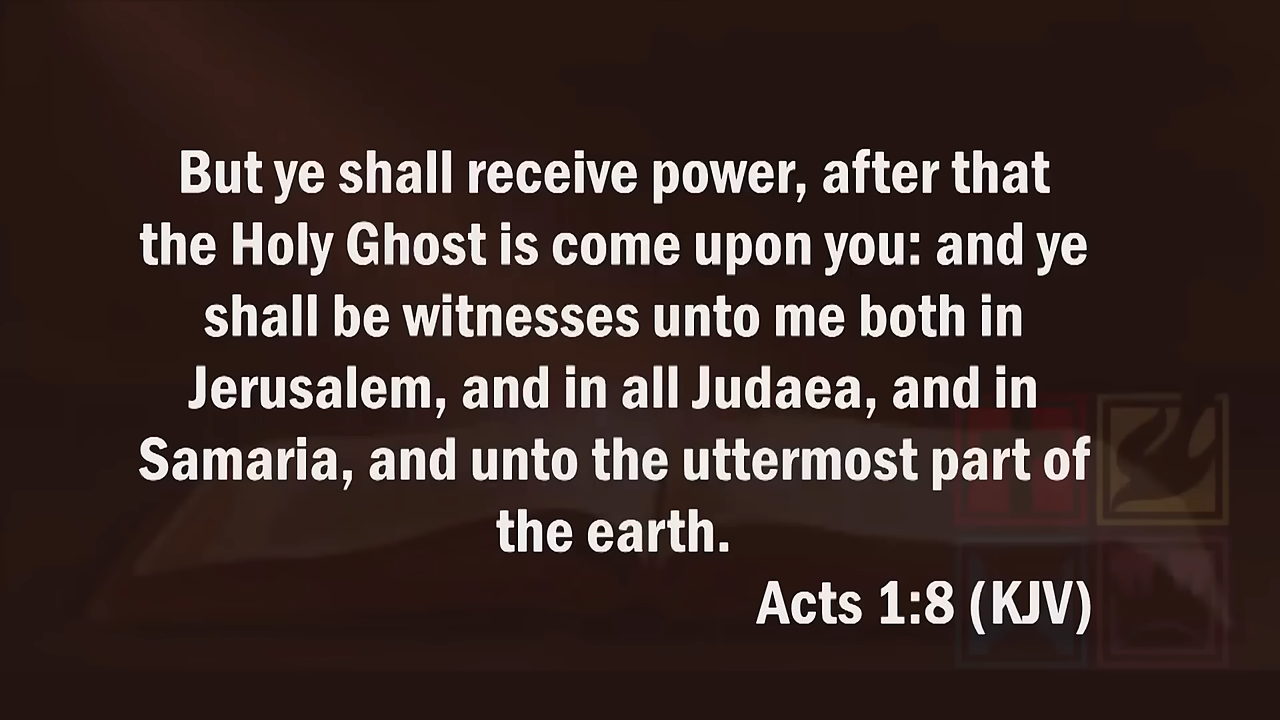 But ye shall receive power, after that
the Holy Ghost is come upon you: and ye
shall be witnesses unto me both in
Jerusalem, and in all Judaea, and in
Samaria, and unto the uttermost part of
the earth.
Acts 1:8 (KJV)